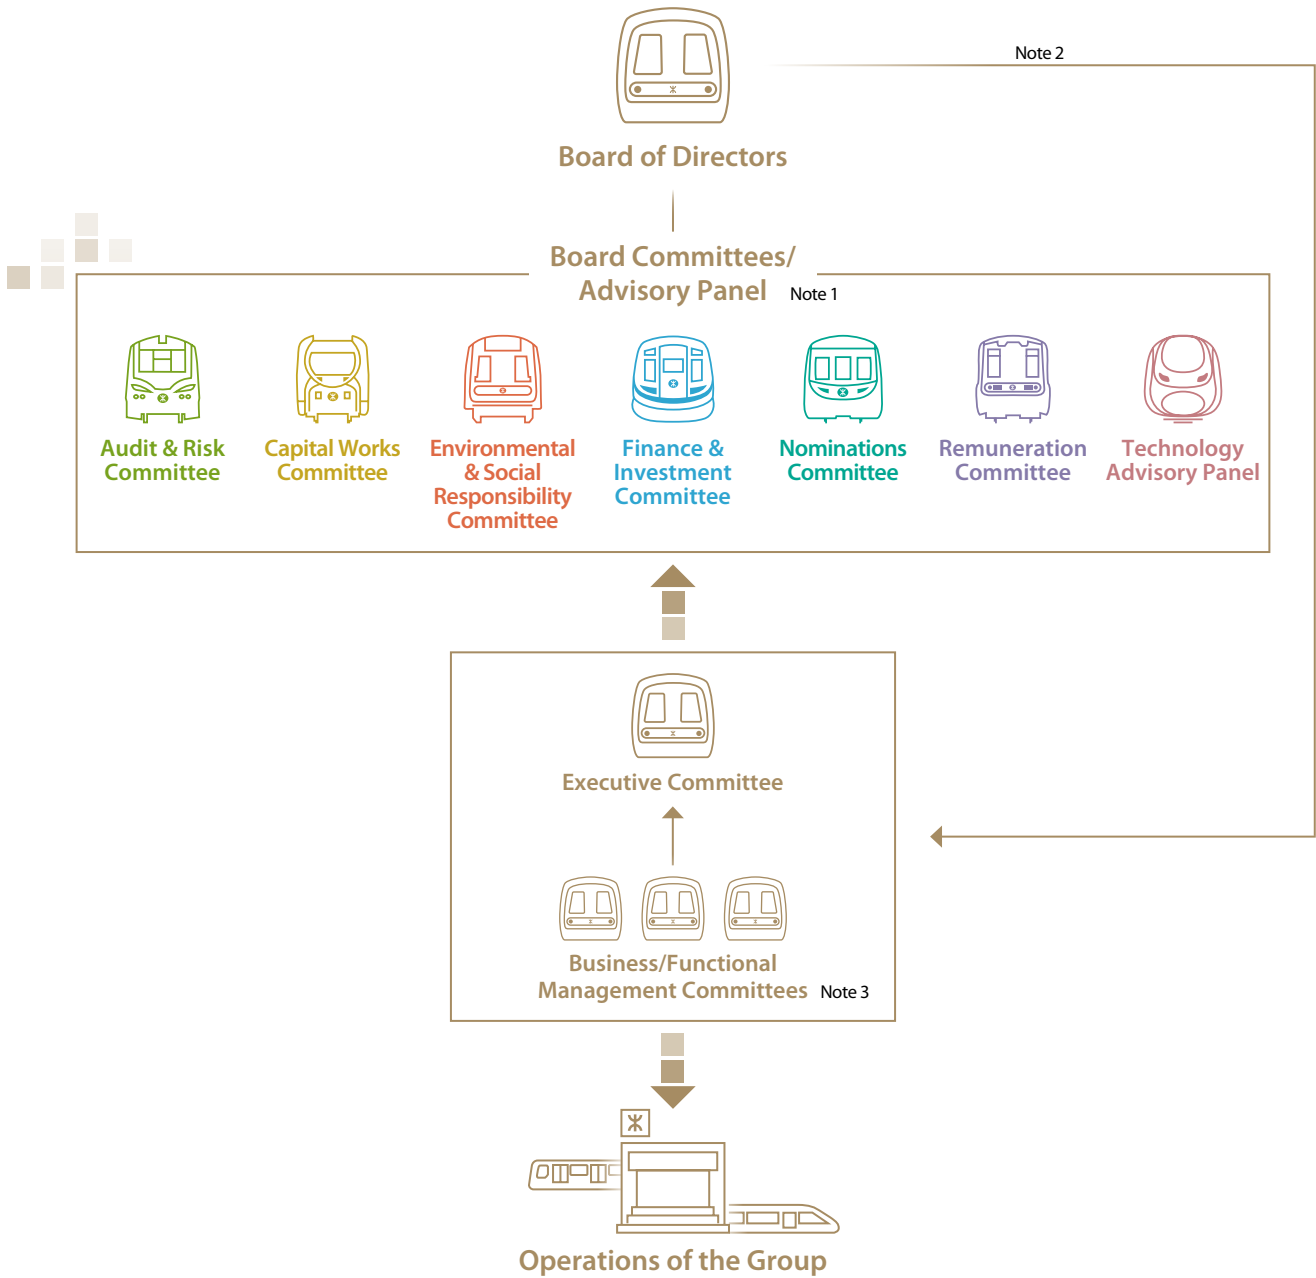 Note 2
Board of Directors
Board Committees/
Advisory Panel Note 1
Audit & Risk
Committee
Capital Works
Committee
Environmental
& Social
Responsibility
Committee
Finance &
Investment
Committee
Nominations
Committee
Remuneration
Committee
Technology
Advisory Panel
Executive Committee
Business/Functional
Management Committees Note 3
Operations of the Group